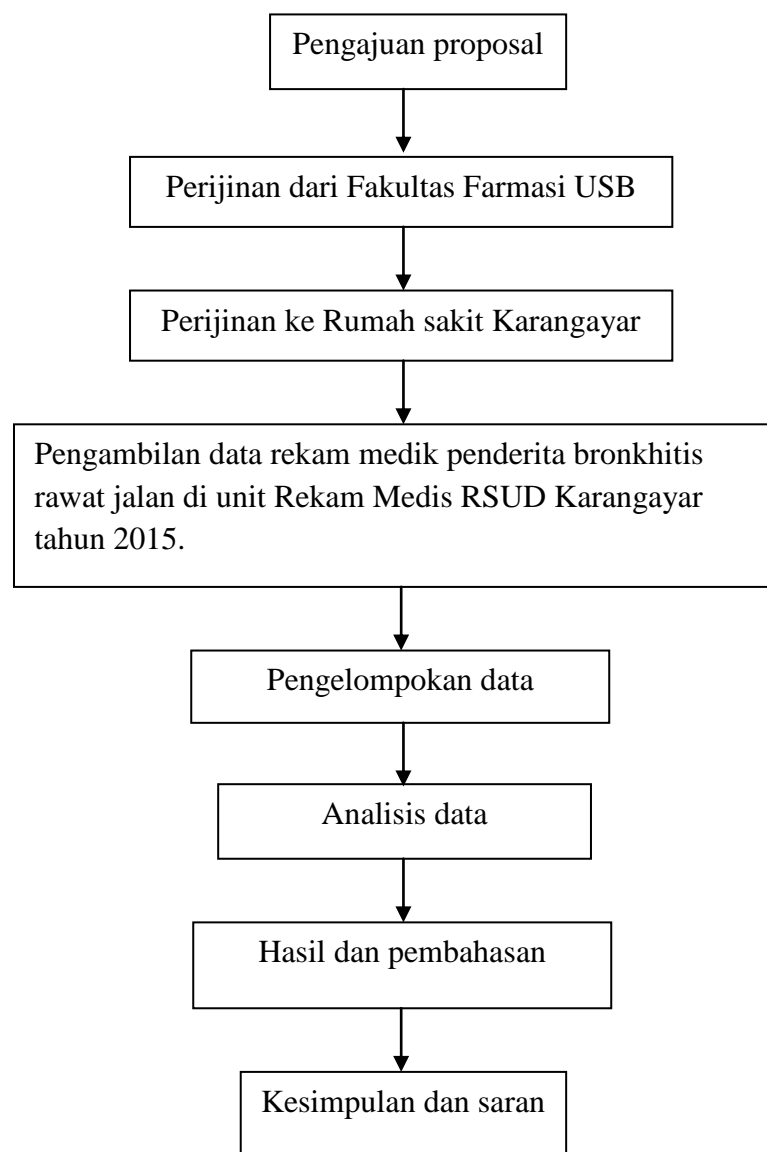 Pengajuan proposal
Perijinan dari Fakultas Farmasi USB
Perijinan ke Rumah sakit Karangayar
Pengambilan data rekam medik penderita bronkhitis
rawat jalan di unit Rekam Medis RSUD Karangayar
tahun 2015.
Pengelompokan data
Analisis data
Hasil dan pembahasan
Kesimpulan dan saran